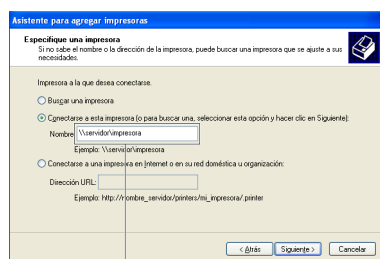 Asistente para agregar impresoras
Especifique una impresora
Si no sabe el nombre o la dirección de la impresora, puede buscar una impresora que se ajuste a sus
necesidades.
Impresora a la que desea conectarse.
Buscar una impresora
Conectarse a esta impresora (o para buscar una, seleccionar esta opción y hacer clic en Siguiente):
Nombre \\servidor\impresora
Ejemplo: \\servidor\impresora
Conectarse a una impresora en Internet o en su red doméstica u organización:
Dirección URL:
Ejemplo: http://nombre_servidor/printers/mi_impresora/.printer
< Atrás Siguiente > Cancelar